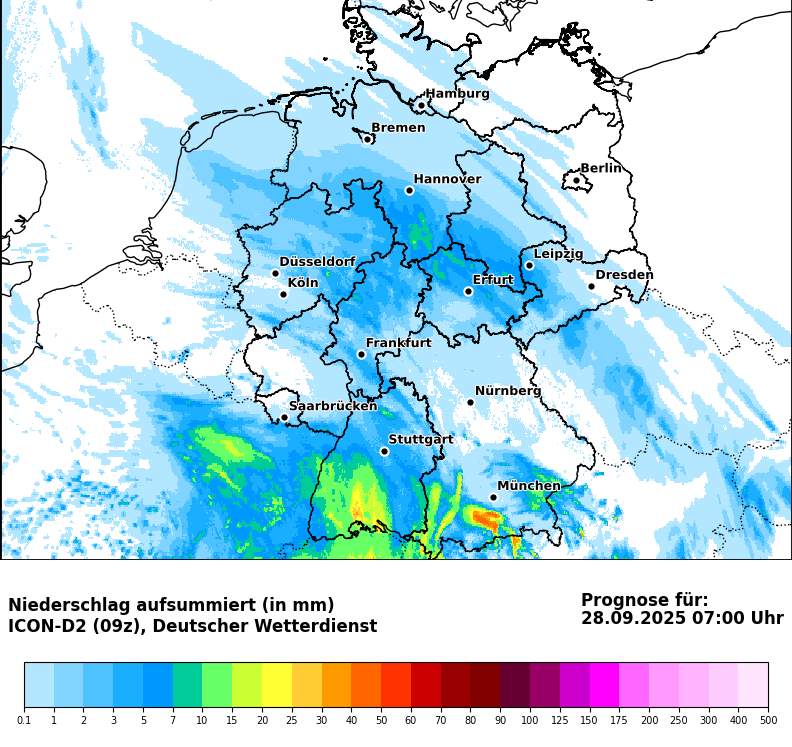 Hamburg
Bremen
Berlin
Hannover
Leipzig
Düsseldorf
Dresden
Köln
Erfurt
Frankfurt
Nürnberg
Saarbrücken
Stuttgart
München
Niederschlag aufsummiert (in mm)
ICON-D2 (09z), Deutscher Wetterdienst
Prognose für:
28.09.2025 07:00 Uhr
0.1 1 2 3 5 7 10 15 20 25 30 40 50 60 70 80 90 100 125 150 175 200 250 300 400 500